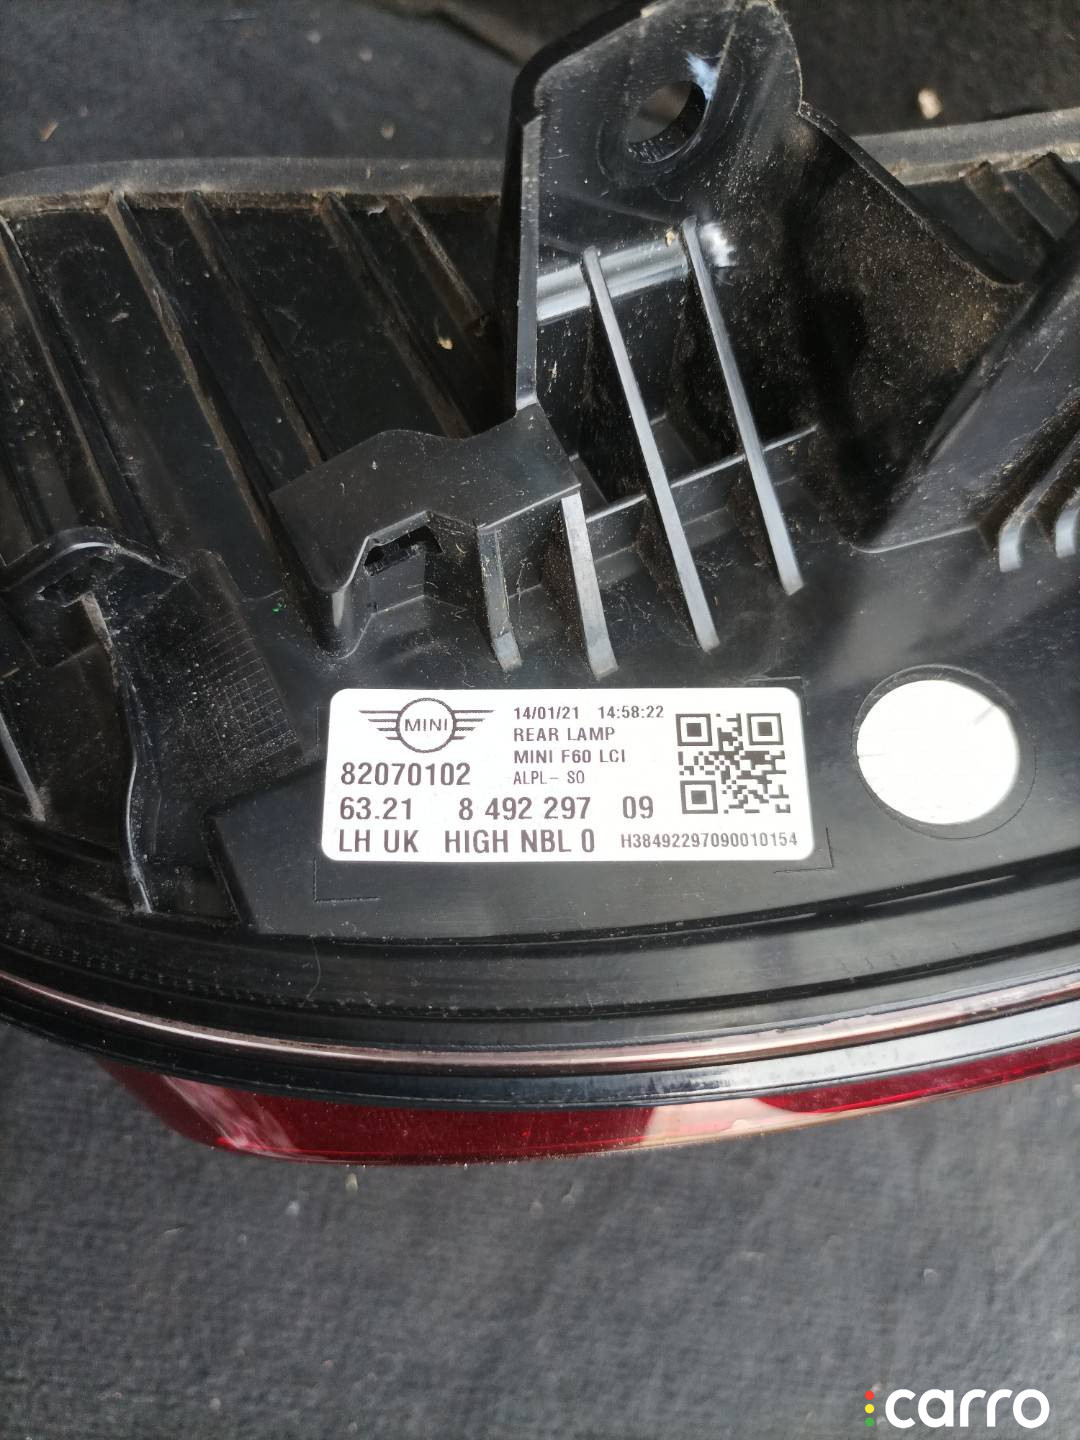 MINI
14/01/21 14:58:22
REAR LAMP
MINI F60 LCI
82070102
ALPL- SO
63.21 8 492 297 09
LH UK HIGH NBL 0
H38492297090010154
carro